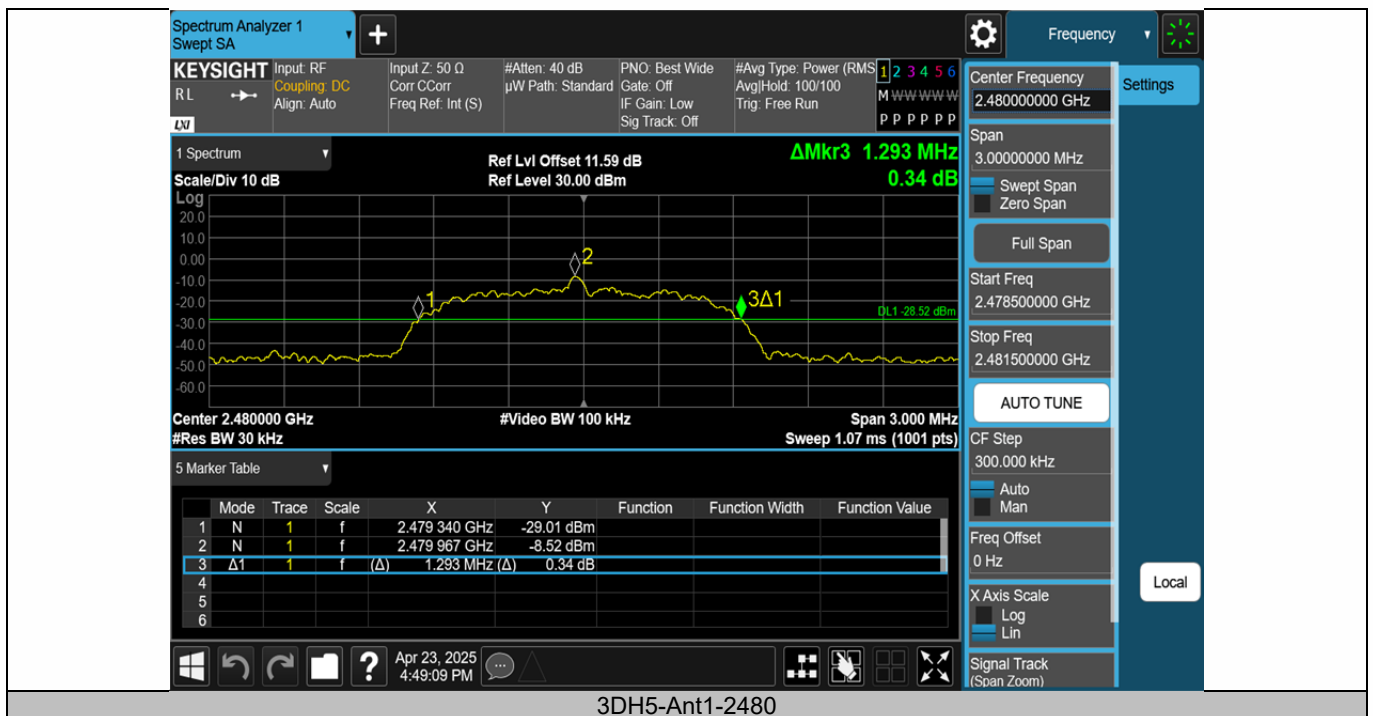 Spectrum Analyzer 1
Swept SA
+
Frequency
KEYSIGHT
RL
LXI
Input: RF
Coupling: DC
Align: Auto
Input Z: 50 Ω
Corr CCorr
Freq Ref: Int (S)
#Atten: 40 dB
µW Path: Standard
PNO: Best Wide
Gate: Off
IF Gain: Low
Sig Track: Off
#Avg Type: Power (RMS
Avg|Hold: 100/100
Trig: Free Run
1 2 3 4 5 6
M W W W W W
P P P P P P
1 Spectrum
Scale/Div 10 dB
Ref Lvl Offset 11.59 dB
Ref Level 30.00 dBm
ΔMkr3 1.293 MHz
0.34 dB
Log
20.0
10.0
0.00
-10.0
-20.0
-30.0
-40.0
-50.0
-60.0
1
2
3Δ1
DL1 -28.52 dBm
Center 2.480000 GHz
#Video BW 100 kHz
Span 3.000 MHz
#Res BW 30 kHz
Sweep 1.07 ms (1001 pts)
5 Marker Table
Mode Trace Scale X Y Function Function Width Function Value
1 N 1 f 2.479 340 GHz -29.01 dBm
2 N 1 f 2.479 967 GHz -8.52 dBm
3 Δ1 1 f (Δ) 1.293 MHz (Δ) 0.34 dB
4
5
6
?
Apr 23, 2025
4:49:09 PM
Center Frequency
2.480000000 GHz
Settings
Span
3.00000000 MHz
Swept Span
Zero Span
Full Span
Start Freq
2.478500000 GHz
Stop Freq
2.481500000 GHz
AUTO TUNE
CF Step
300.000 kHz
Auto
Man
Freq Offset
0 Hz
Local
X Axis Scale
Log
Lin
Signal Track
(Span Zoom)
3DH5-Ant1-2480